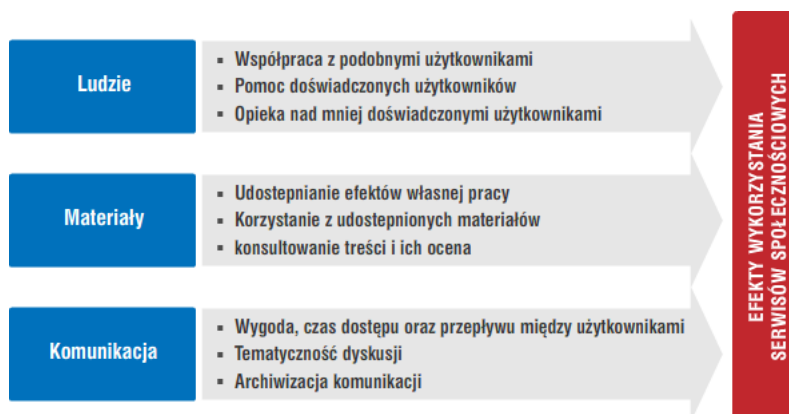 Ludzie
▪ Współpraca z podobnymi użytkownikami
▪ Pomoc doświadczonych użytkowników
▪ Opieka nad mniej doświadczonymi użytkownikami
Materiały
▪ Udostepnianie efektów własnej pracy
▪ Korzystanie z udostepnionych materiałów
▪ konsultowanie treści i ich ocena
Komunikacja
▪ Wygoda, czas dostępu oraz przepływu między użytkownikami
▪ Tematyczność dyskusji
▪ Archiwizacja komunikacji
EFEKTY WYKORZYSTANIA
SERWISÓW SPOŁECZNOŚCIOWYCH